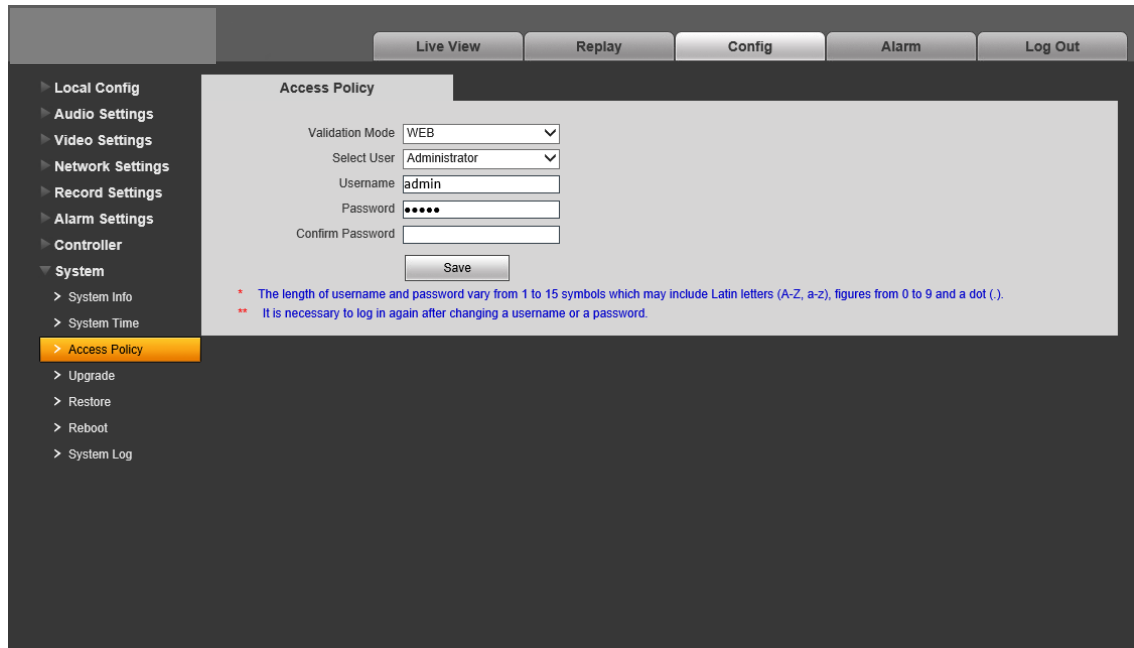 Live View Replay Config Alarm Log Out
Local Config
Audio Settings
Video Settings
Network Settings
Record Settings
Alarm Settings
Controller
System
> System Info
> System Time
> Access Policy
> Upgrade
> Restore
> Reboot
> System Log
Access Policy
Validation Mode WEB
Select User Administrator
Username admin
Password •••••
Confirm Password
Save
* The length of username and password vary from 1 to 15 symbols which may include Latin letters (A-Z, a-z), figures from 0 to 9 and a dot (.).
** It is necessary to log in again after changing a username or a password.